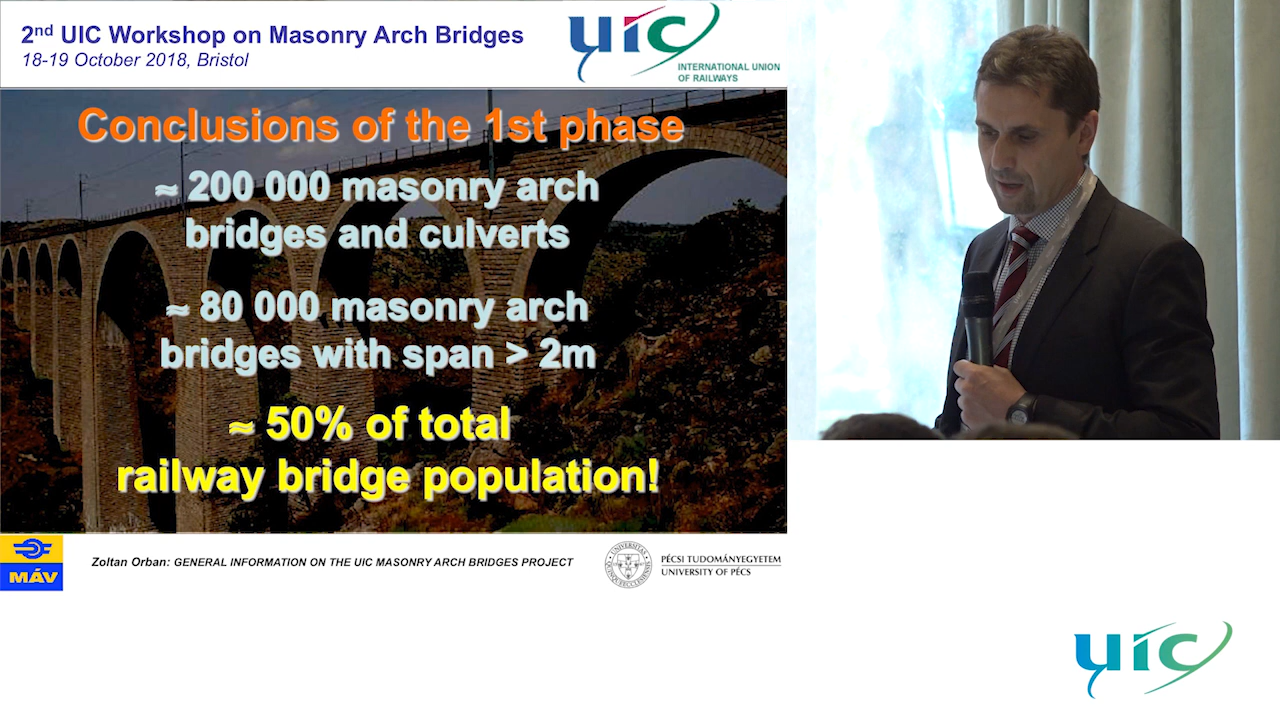 2nd UIC Workshop on Masonry Arch Bridges
18-19 October 2018, Bristol
uic
INTERNATIONAL UNION
OF RAILWAYS
Conclusions of the 1st phase
≈ 200 000 masonry arch
bridges and culverts
≈ 80 000 masonry arch
bridges with span > 2m
≈ 50% of total
railway bridge population!
MÁV
Zoltan Orban: GENERAL INFORMATION ON THE UIC MASONRY ARCH BRIDGES PROJECT
PÉCSI TUDOMÁNYEGYETEM
UNIVERSITY OF PÉCS
uic